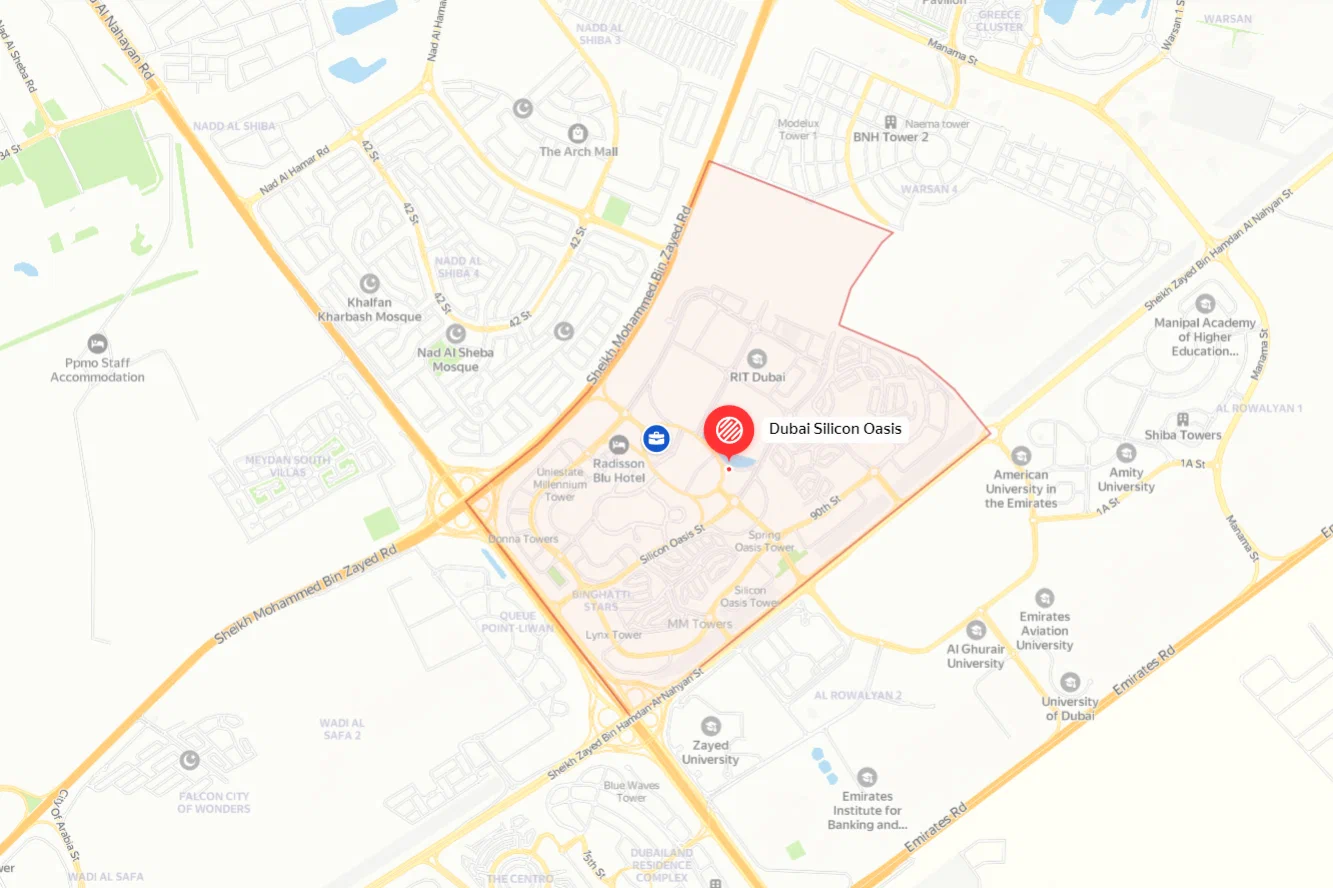 Al Nahayan Rd
Nad Al Sheba Rd
34 St
NADD AL SHIBA
Nad Al Hamar Rd
42 St
Nad Al Hama
NADD AL
SHIBA 3
The Arch Mall
42 St
42 St
NADD AL
SHIBA 4
42 St
42 St
Khalfan
Kharbash Mosque
Nad Al Sheba
Mosque
Ppmo Staff
Accommodation
MEYDAN SOUTH
VILLAS
Sheikh Mohammed Bin Zayed Rd
Pavilion
GREECE
CLUSTER
Manama St
Warsan 1 S
WARSAN
Modelux
Tower 1
BNH Tower 2
Naema tower
WARSAN 4
Sheikh Zayed Bin Hamdan Al Nahyan St
Manipal Academy
of Higher
Education...
Manama St
AL ROWALYAN 1
Shiba Towers
1A St
Amity
University
1A St
American
University in
the Emirates
Manama St
RIT Dubai
Dubai Silicon Oasis
Radisson
Blu Hotel
Uniestate
Millennium
Tower
Donna Towers
90th St
Silicon Oasis St
Spring
Oasis Tower
Silicon
Oasis Tower
BINGHATTI
STARS
MM Towers
Lynx Tower
QUEUE
POINT-LIWAN
Sheikh Mohammed Bin Zayed Rd
Sheikh Zayed Bin Hamdan Al Nahyan St
Emirates
Aviation
University
Al Ghurair
University
University
of Dubai
Emirates Rd
AL ROWALYAN 2
Zayed
University
Emirates
Institute for
Banking and...
Emirates Rd
WADI AL
SAFA 2
FALCON CITY
OF WONDERS
City Of Arabia St
WADI AL SAFA
Blue Waves
Tower
15th St
THE CENTRO
DUBAILAND
RESIDENCE
COMPLEX